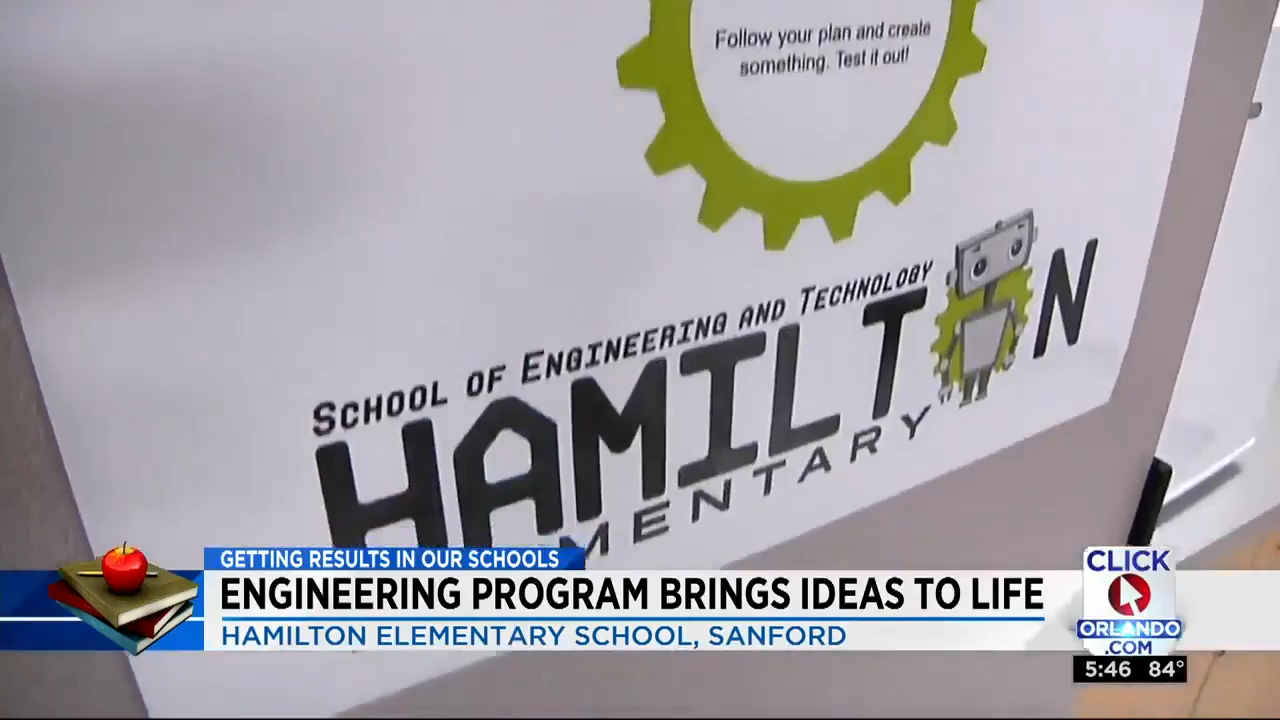 Follow your plan and create
something. Test it out!
SCHOOL OF ENGINEERING AND TECHNOLOGY
HAMILTON
MENTARY
GETTING RESULTS IN OUR SCHOOLS
ENGINEERING PROGRAM BRINGS IDEAS TO LIFE
HAMILTON ELEMENTARY SCHOOL, SANFORD
CLICK
ORLANDO
.COM
5:46 84°